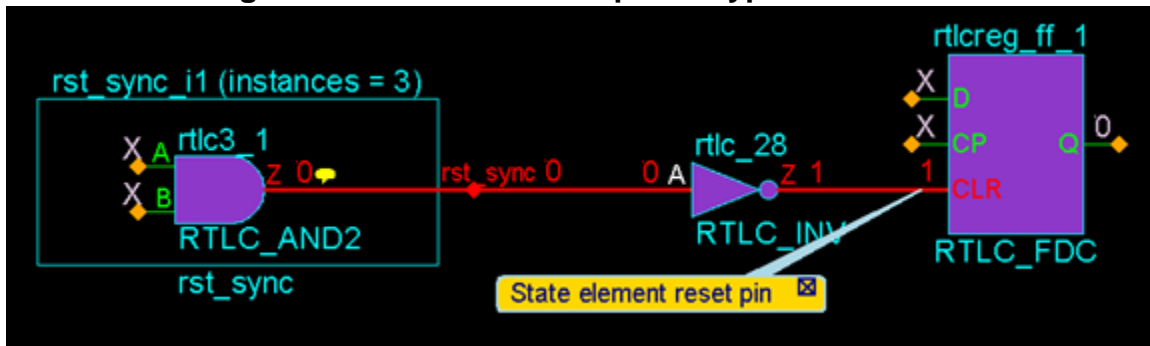 rtlcreg_ff_1
rst_sync_i1 (instances = 3)
X D
X A rtlc3_1
X CP Q 0
rtlc_28
Z 0 rst_sync 0 0 A Z 1 1 CLR
X B
RTLC_AND2
RTLC_INV
RTLC_FDC
rst_sync
State element reset pin